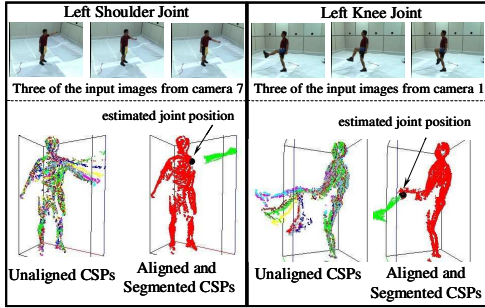 Left Shoulder Joint
Three of the input images from camera 7
estimated joint position
Unaligned CSPs
Aligned and
Segmented CSPs
Left Knee Joint
Three of the input images from camera 1
estimated joint position
Unaligned CSPs
Aligned and
Segmented CSPs